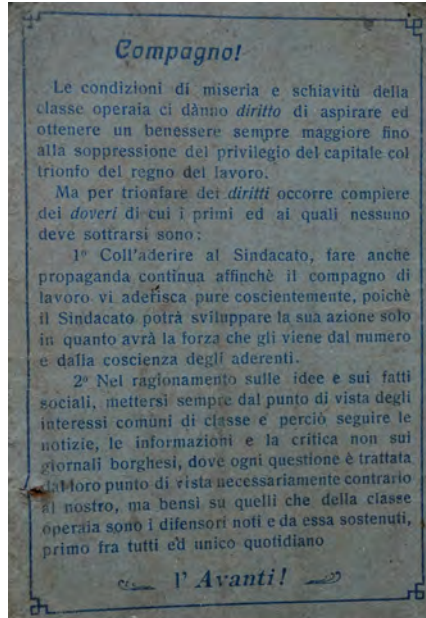 Compagno!
Le condizioni di miseria e schiavitù della
classe operaia ci dànno diritto di aspirare ed
ottenere un benessere sempre maggiore fino
alla soppressione del privilegio del capitale col
trionfo del regno del lavoro.
Ma per trionfare dei diritti occorre compiere
dei doveri di cui i primi ed ai quali nessuno
deve sottrarsi sono:
1º Coll'aderire al Sindacato, fare anche
propaganda continua affinchè il compagno di
lavoro vi aderisca pure coscientemente, poichè
il Sindacato potrà sviluppare la sua azione solo
in quanto avrà la forza che gli viene dal numero
e dalla coscienza degli aderenti.
2º Nel ragionamento sulle idee e sui fatti
sociali, mettersi sempre dal punto di vista degli
interessi comuni di classe e perciò seguire le
notizie, le informazioni e la critica non sui
giornali borghesi, dove ogni questione è trattata
dal loro punto di vista necessariamente contrario
al nostro, ma bensì su quelli che della classe
operaia sono i difensori noti e da essa sostenuti,
primo fra tutti ed unico quotidiano
l'Avanti!